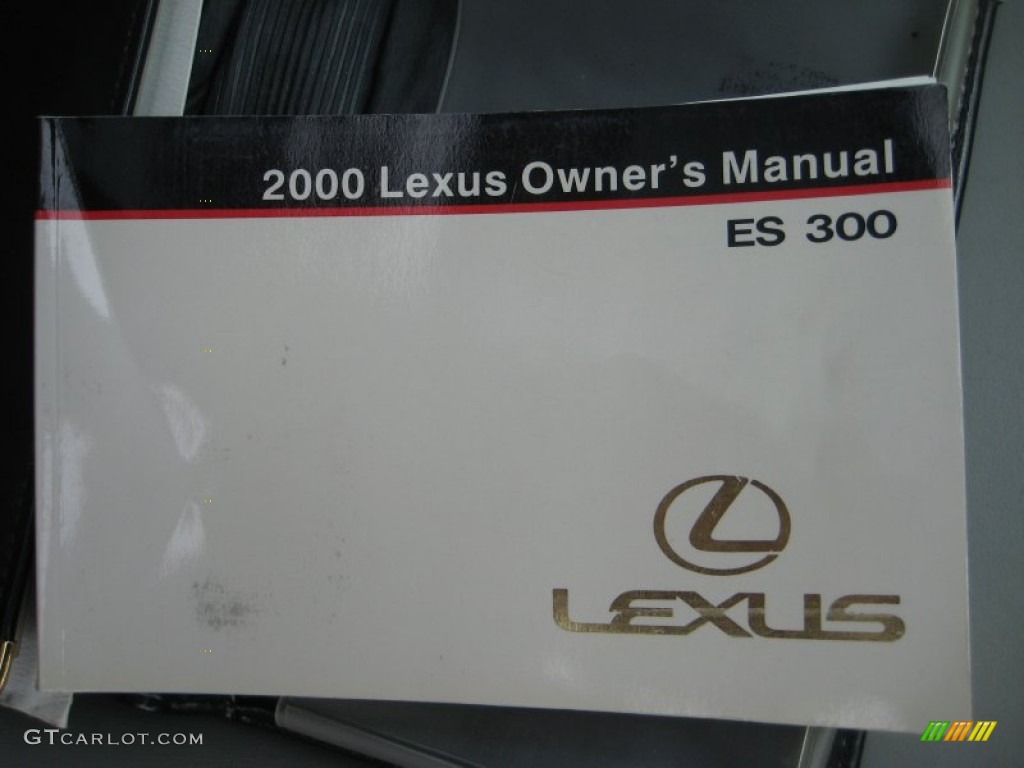 2000 Lexus Owner's Manual
ES 300
LEXUS
GTCARLOT.COM